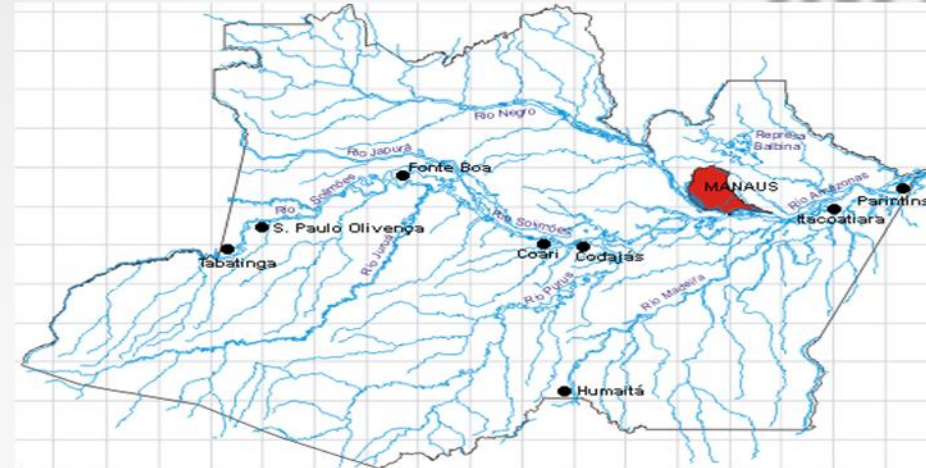 Rio Negro
Represa
Balbina
Rio Japurá
Fonte Boa
MANAUS
Rio Solimões
Rio Amazonas
Parintins
Itacoatiara
Rio Solimões
S. Paulo Olivença
Rio Juruá
Tabatinga
Coari
Codajás
Rio Purus
Rio Madeira
Humaitá